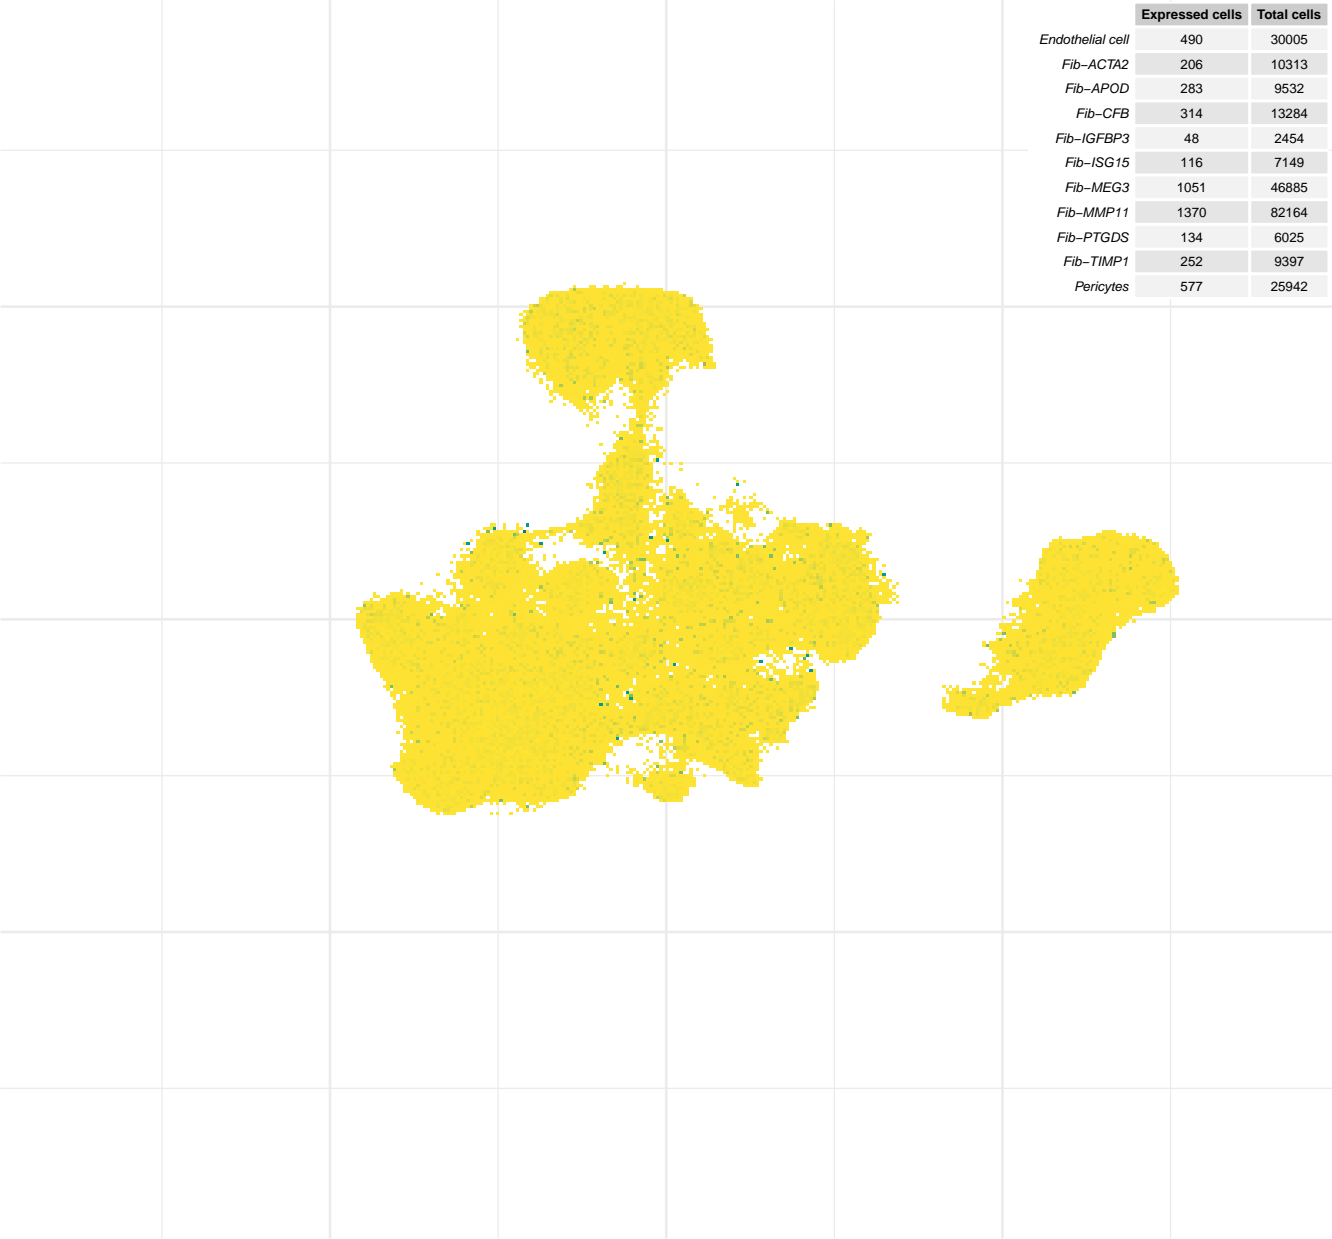 Expressed cells Total cells
Endothelial cell 490 30005
Fib−ACTA2 206 10313
Fib−APOD 283 9532
Fib−CFB 314 13284
Fib−IGFBP3 48 2454
Fib−ISG15 116 7149
Fib−MEG3 1051 46885
Fib−MMP11 1370 82164
Fib−PTGDS 134 6025
Fib−TIMP1 252 9397
Pericytes 577 25942